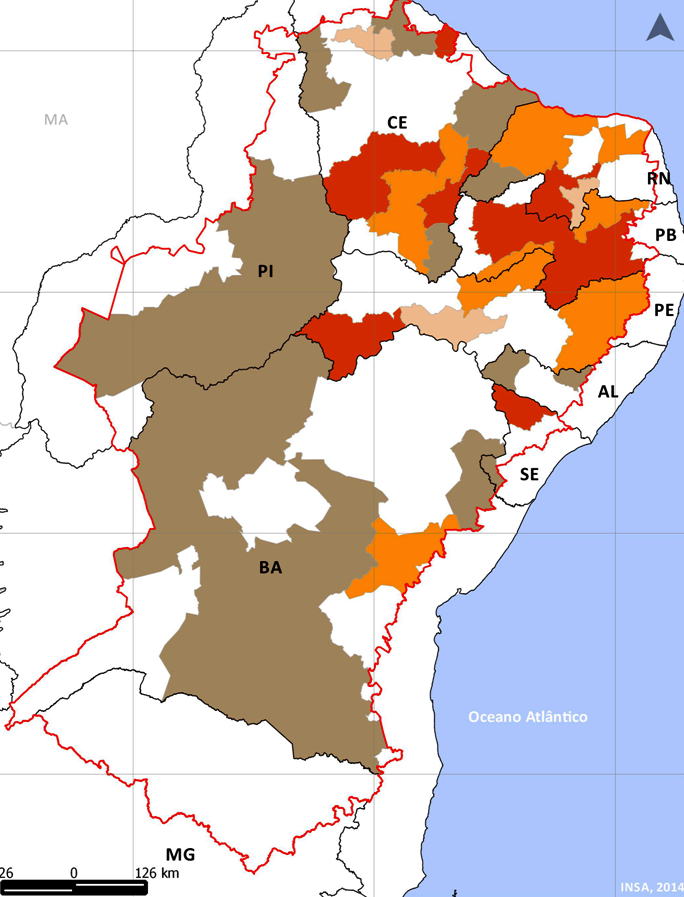 MA
CE
RN
PB
PI
PE
AL
SE
BA
Oceano Atlântico
MG
26 0 126 km
INSA, 2014